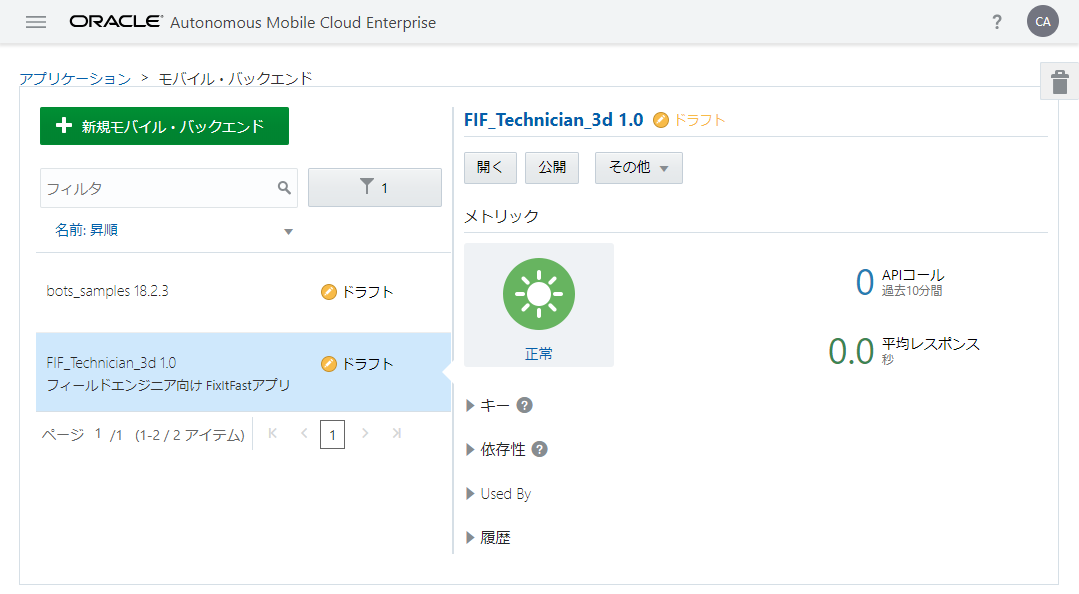 ORACLE® Autonomous Mobile Cloud Enterprise
? CA
アプリケーション > モバイル・バックエンド
+ 新規モバイル・バックエンド
フィルタ
1
名前: 昇順
bots_samples 18.2.3 ドラフト
FIF_Technician_3d 1.0 ドラフト
フィールドエンジニア向け FixItFastアプリ
ページ 1 /1 (1-2 / 2 アイテム) 1
FIF_Technician_3d 1.0 ドラフト
開く 公開 その他
メトリック
正常
0 APIコール
過去10分間
0.0 平均レスポンス
秒
キー ?
依存性 ?
Used By
履歴